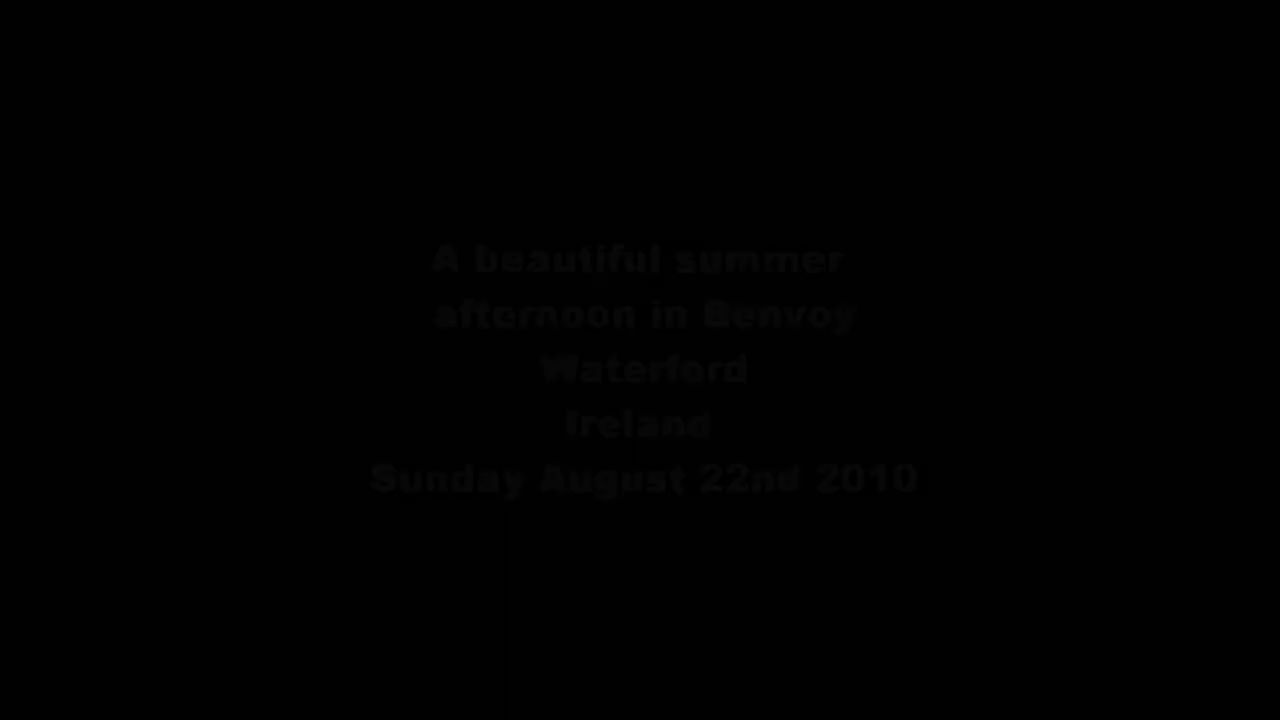 A beautiful summer
afternoon in Benvoy
Waterford
Ireland
Sunday August 22nd 2010